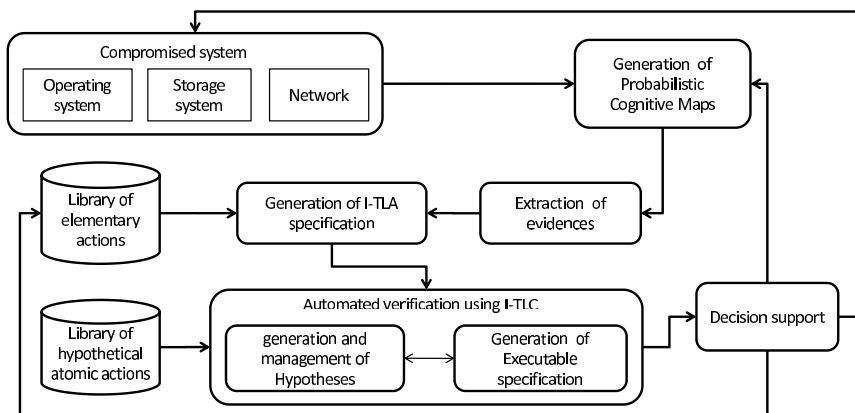 Compromised system
Operating
system
Storage
system
Network
Generation of
Probabilistic
Cognitive Maps
Library of
elementary
actions
Generation of I-TLA
specification
Extraction of
evidences
Automated verification using I-TLC
Library of
hypothetical
atomic actions
generation and
management of
Hypotheses
Generation of
Executable
specification
Decision support